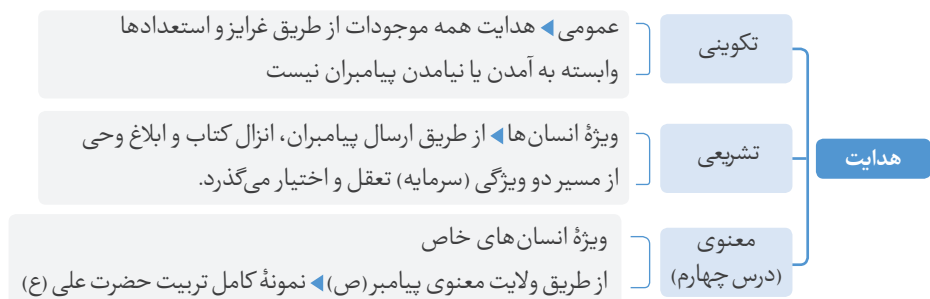 هدایت
تکوینی
عمومی◀ هدایت همه موجودات از طریق غرایز و استعدادها
وابسته به آمدن یا نیامدن پیامبران نیست
تشریعی
ویژهٔ انسان‌ها◀ از طریق ارسال پیامبران، انزال کتاب و ابلاغ وحی
از مسیر دو ویژگی (سرمایه) تعقل و اختیار می‌گذرد.
معنوی
(درس چهارم)
ویژهٔ انسان‌های خاص
از طریق ولایت معنوی پیامبر(ص)◀ نمونهٔ کامل تربیت حضرت علی (ع)